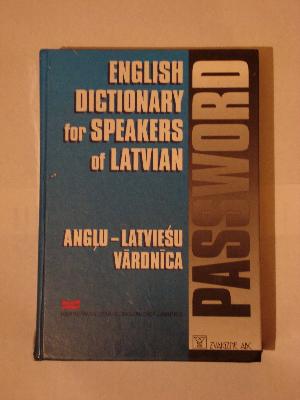 ENGLISH
DICTIONARY
for SPEAKERS
of LATVIAN
ANGĻU – LATVIEŠU
VĀRDNĪCA
PASSWORD
ZVAIGZNE ABC